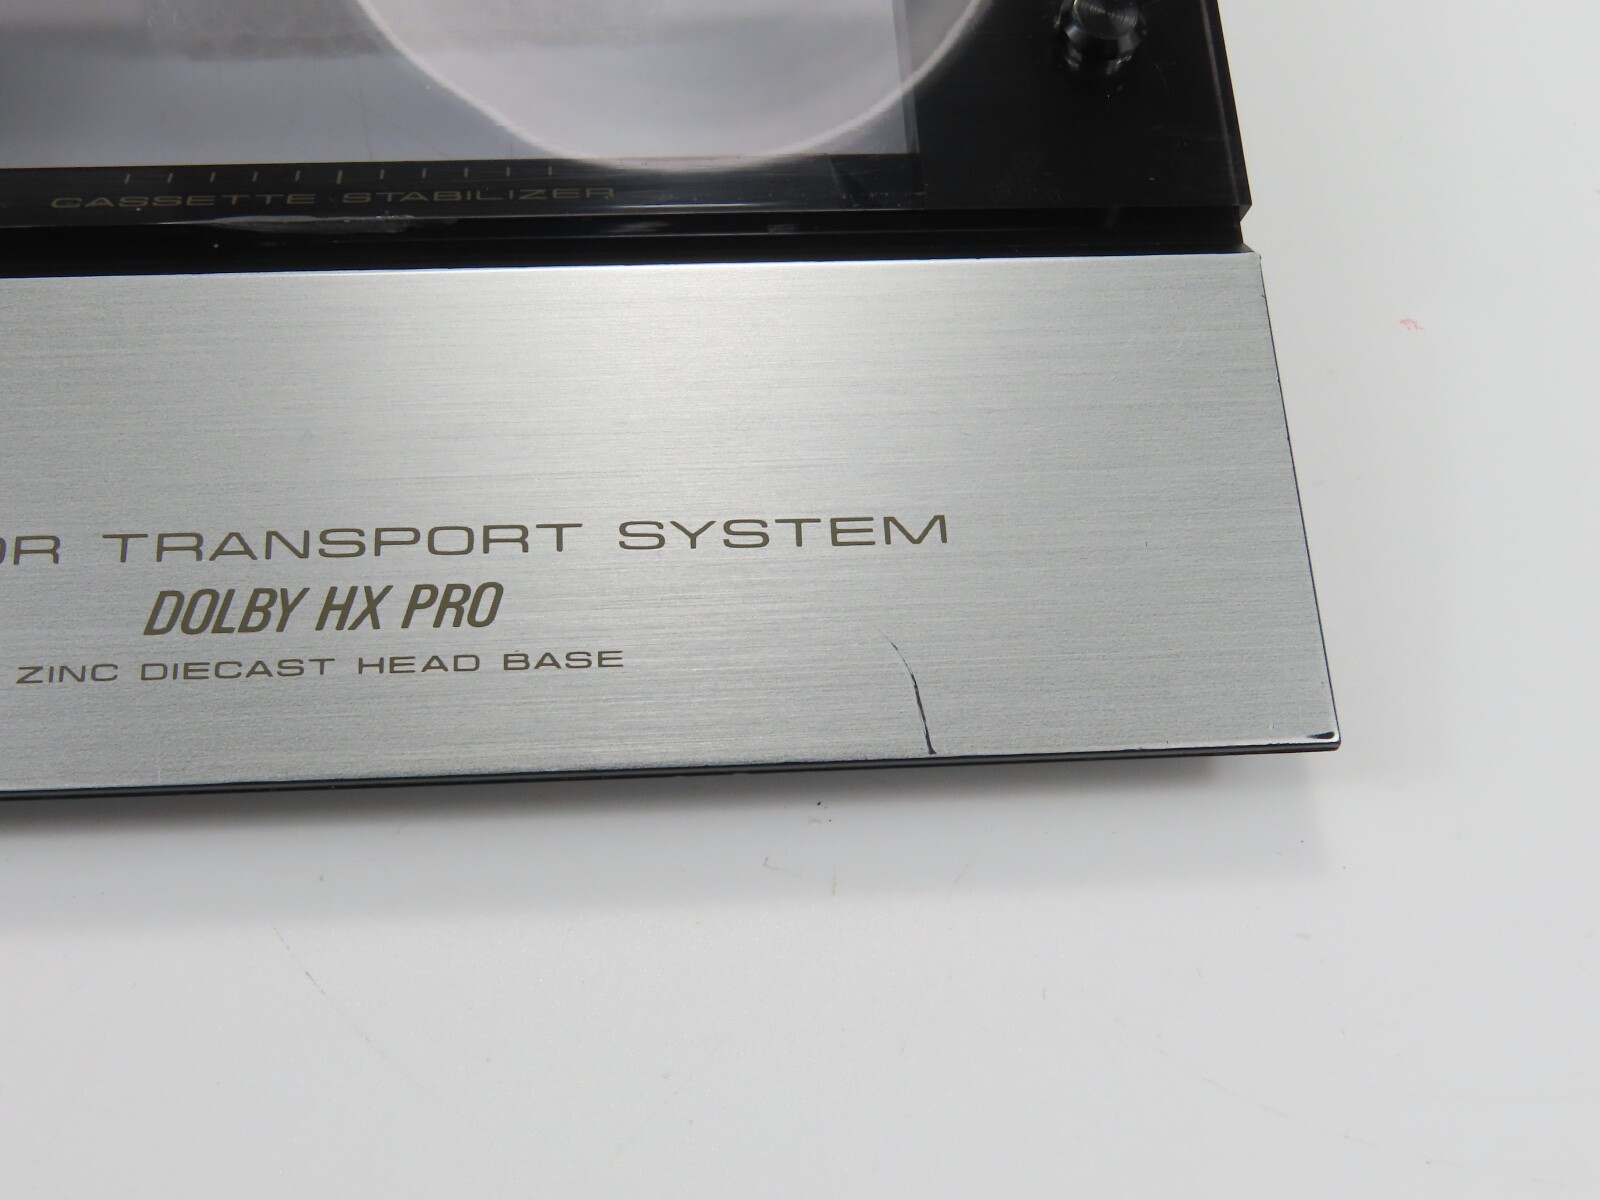 CASSETTE STABILIZER
OR TRANSPORT SYSTEM
DOLBY HX PRO
ZINC DIECAST HEAD BASE